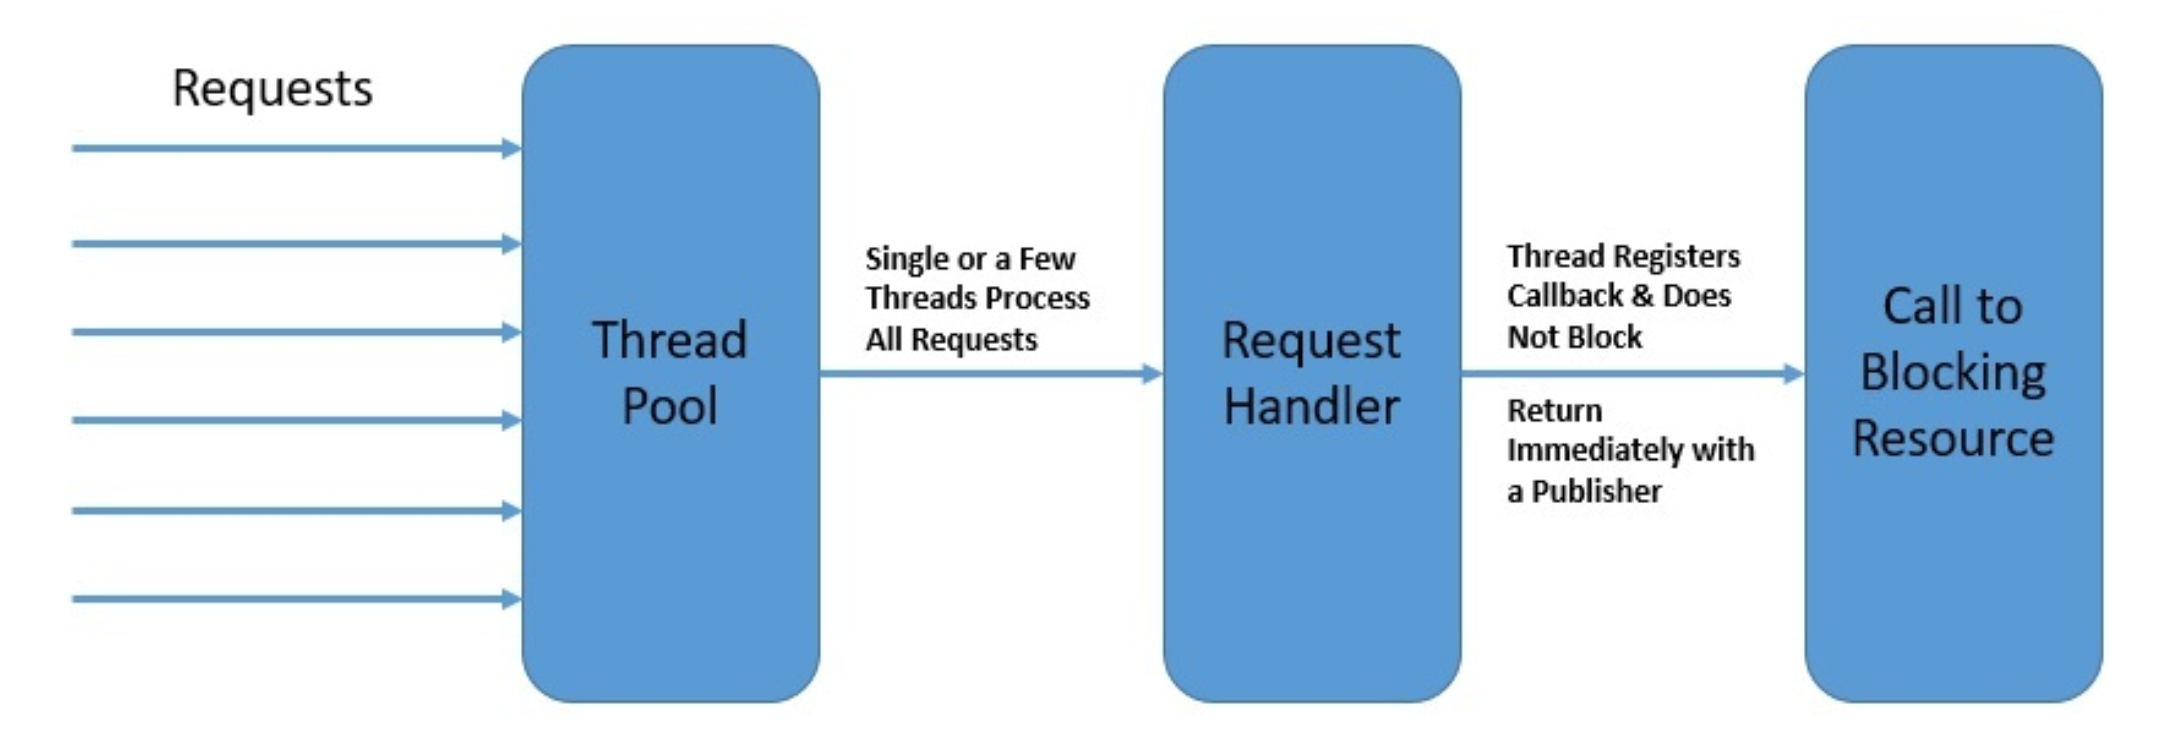 Requests
Thread
Pool
Single or a Few
Threads Process
All Requests
Request
Handler
Thread Registers
Callback & Does
Not Block
Return
Immediately with
a Publisher
Call to
Blocking
Resource